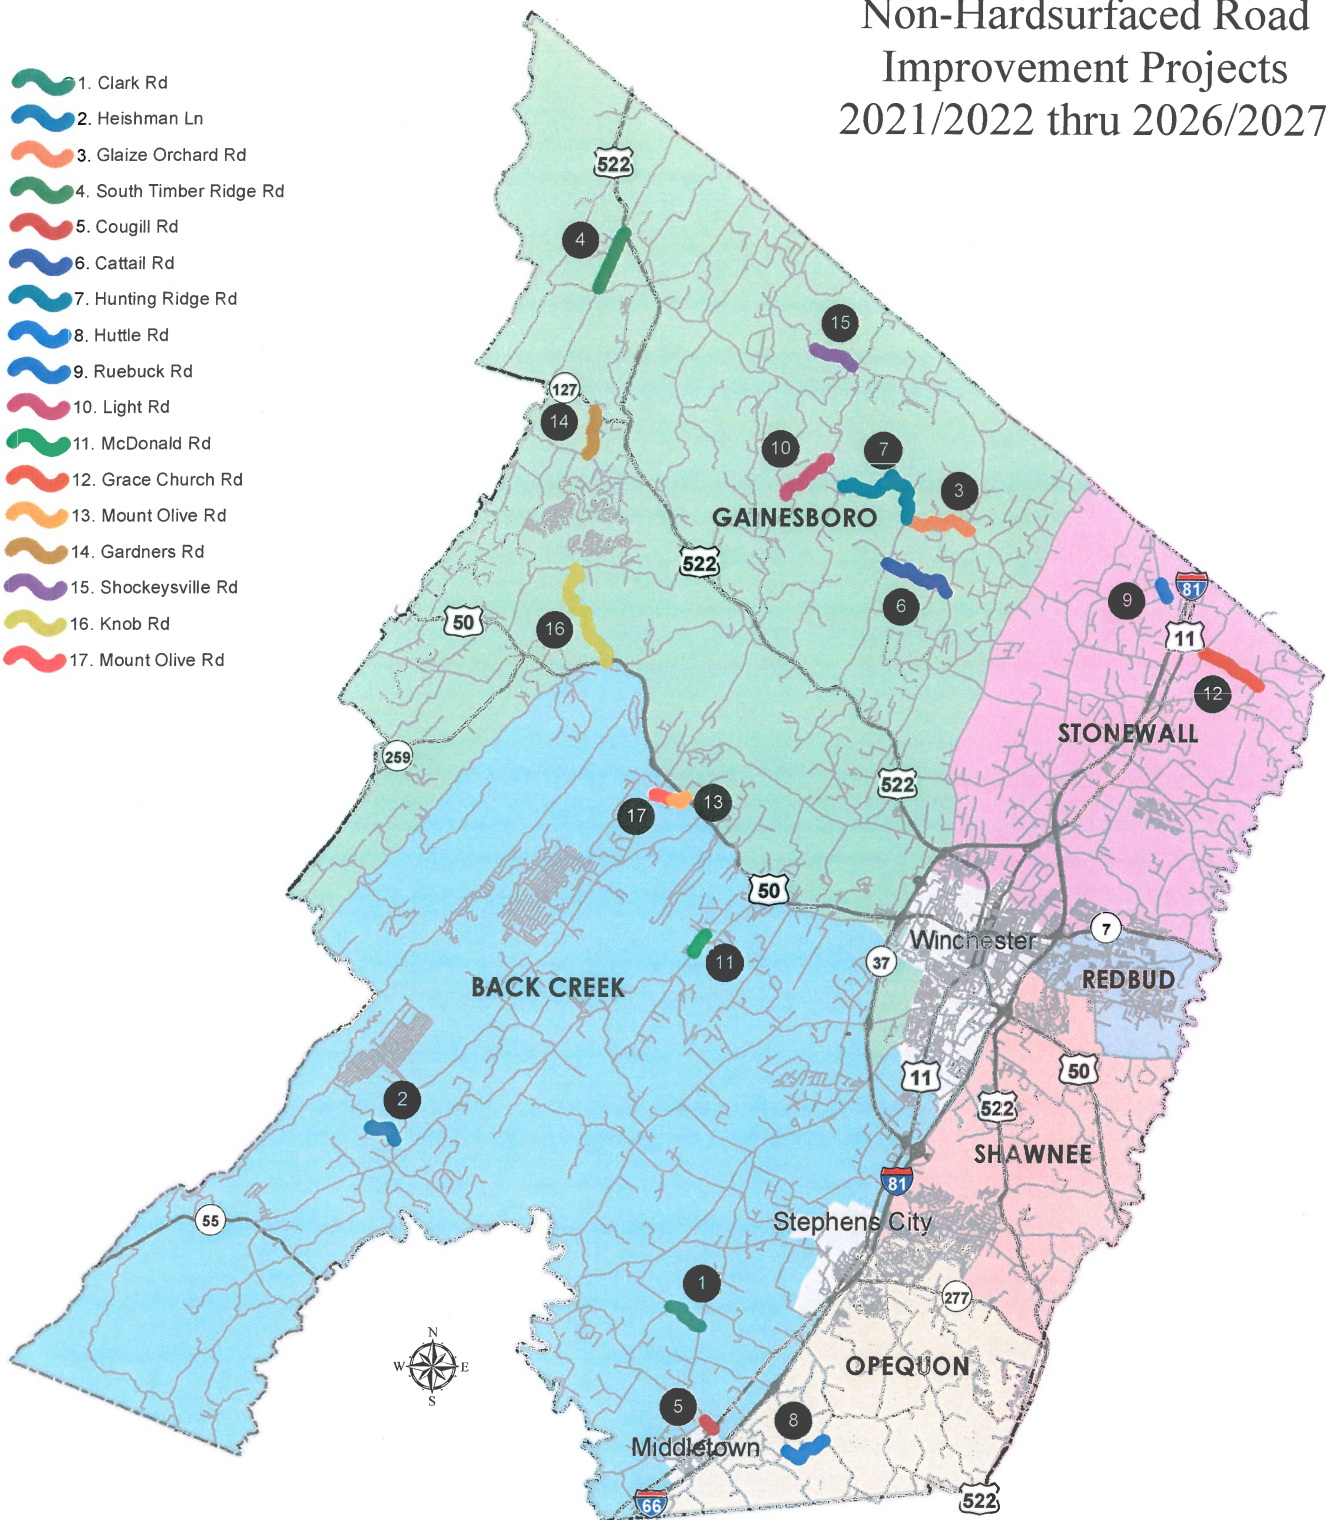 Non-Hardsurfaced Road
Improvement Projects
2021/2022 thru 2026/2027
1. Clark Rd
2. Heishman Ln
3. Glaize Orchard Rd
4. South Timber Ridge Rd
5. Cougill Rd
6. Cattail Rd
7. Hunting Ridge Rd
8. Huttle Rd
9. Ruebuck Rd
10. Light Rd
11. McDonald Rd
12. Grace Church Rd
13. Mount Olive Rd
14. Gardners Rd
15. Shockeysville Rd
16. Knob Rd
17. Mount Olive Rd
522
4
15
127
14
10
7
3
GAINESBORO
522
9
81
6
50
16
11
12
STONEWALL
259
522
17
13
50
7
Winchester
37
11
REDBUD
BACK CREEK
50
11
2
522
SHAWNEE
81
55
Stephens City
1
277
N
W
E
S
OPEQUON
5
8
Middletown
66
522